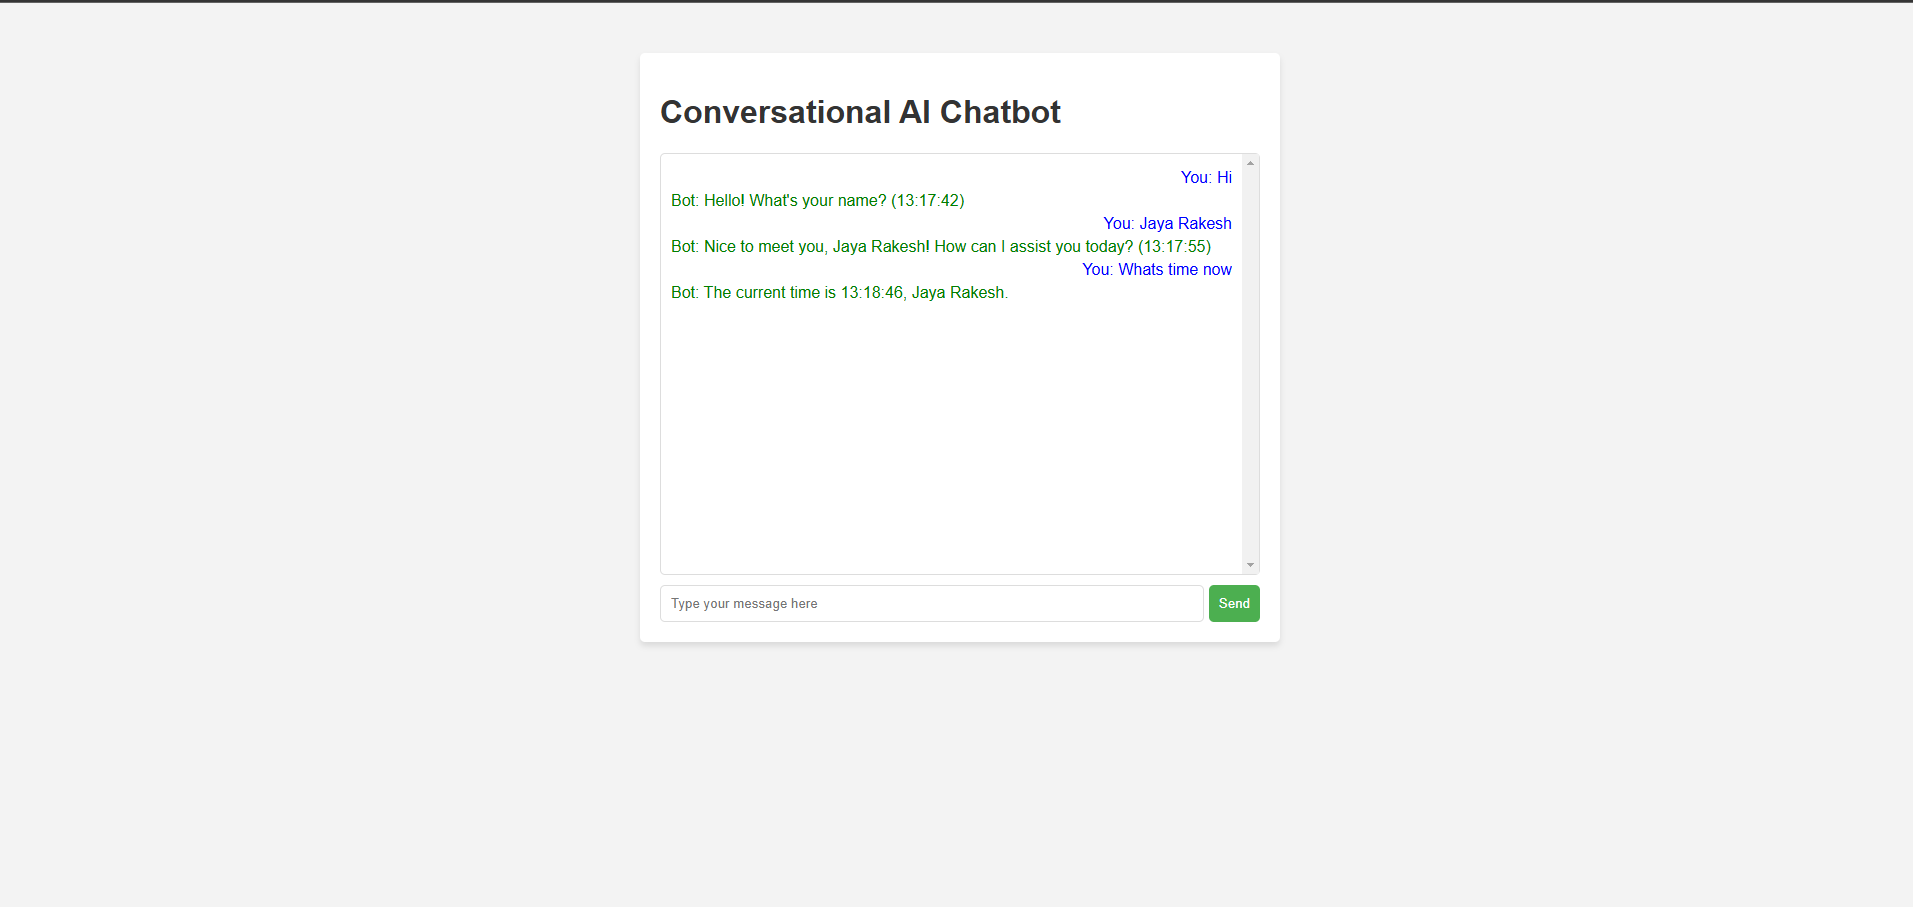 Conversational AI Chatbot
You: Hi
Bot: Hello! What's your name? (13:17:42)
You: Jaya Rakesh
Bot: Nice to meet you, Jaya Rakesh! How can I assist you today? (13:17:55)
You: Whats time now
Bot: The current time is 13:18:46, Jaya Rakesh.
Type your message here
Send